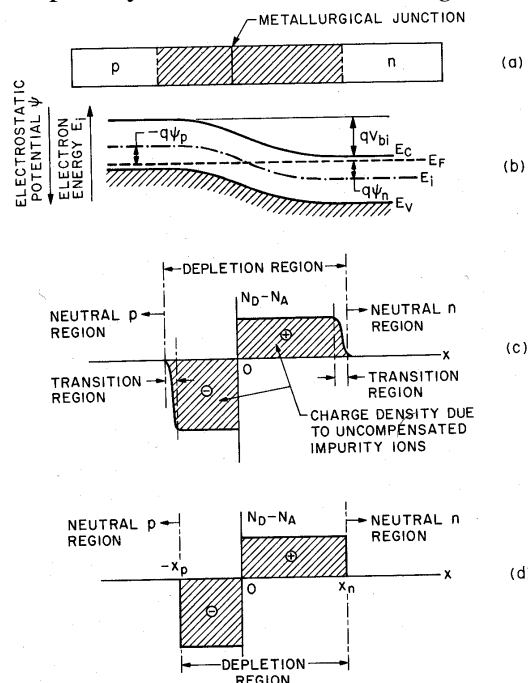 METALLURGICAL JUNCTION
p
n
(a)
ELECTROSTATIC
POTENTIAL ψ
ELECTRON
ENERGY Ei
-qψp
qVbi
EC
EF
Ei
qψn
EV
(b)
DEPLETION REGION
ND-NA
NEUTRAL p
REGION
NEUTRAL n
REGION
(c)
x
0
TRANSITION
REGION
TRANSITION
REGION
CHARGE DENSITY DUE
TO UNCOMPENSATED
IMPURITY IONS
NEUTRAL p
REGION
ND-NA
NEUTRAL n
REGION
-xp
x
0
xn
(d
DEPLETION
REGION